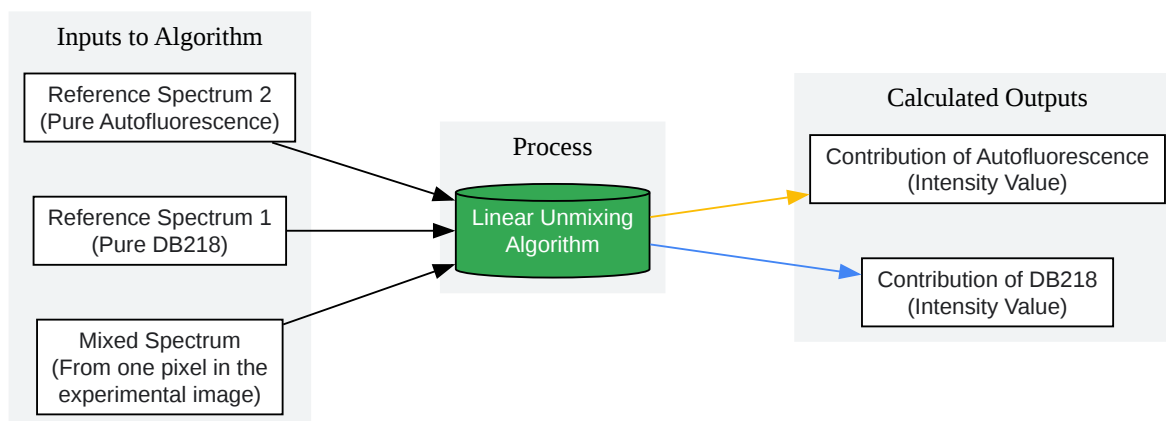 Inputs to Algorithm
Reference Spectrum 2
(Pure Autofluorescence)
Reference Spectrum 1
(Pure DB218)
Mixed Spectrum
(From one pixel in the
experimental image)
Process
Linear Unmixing
Algorithm
Calculated Outputs
Contribution of Autofluorescence
(Intensity Value)
Contribution of DB218
(Intensity Value)